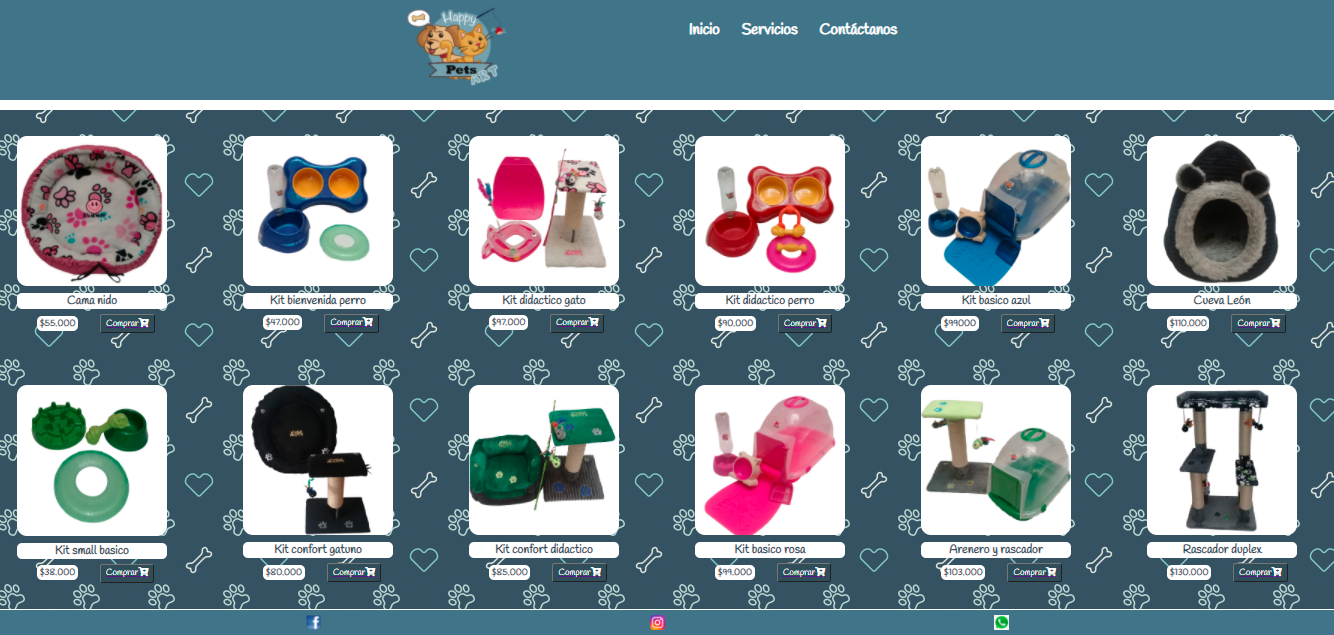 Happy
Pets
ART
Inicio Servicios Contáctanos
Cama nido
$55,000 Comprar
Kit bienvenida perro
$47.000 Comprar
Kit didactico gato
$97.000 Comprar
Kit didactico perro
$90.000 Comprar
Kit basico azul
$99000 Comprar
Cueva León
$110,000 Comprar
Kit small basico
$38.000 Comprar
Kit confort gatuno
$80.000 Comprar
Kit confort didactico
$85.000 Comprar
Kit basico rosa
$99.000 Comprar
Arenero y rascador
$103,000 Comprar
Rascador duplex
$130,000 Comprar